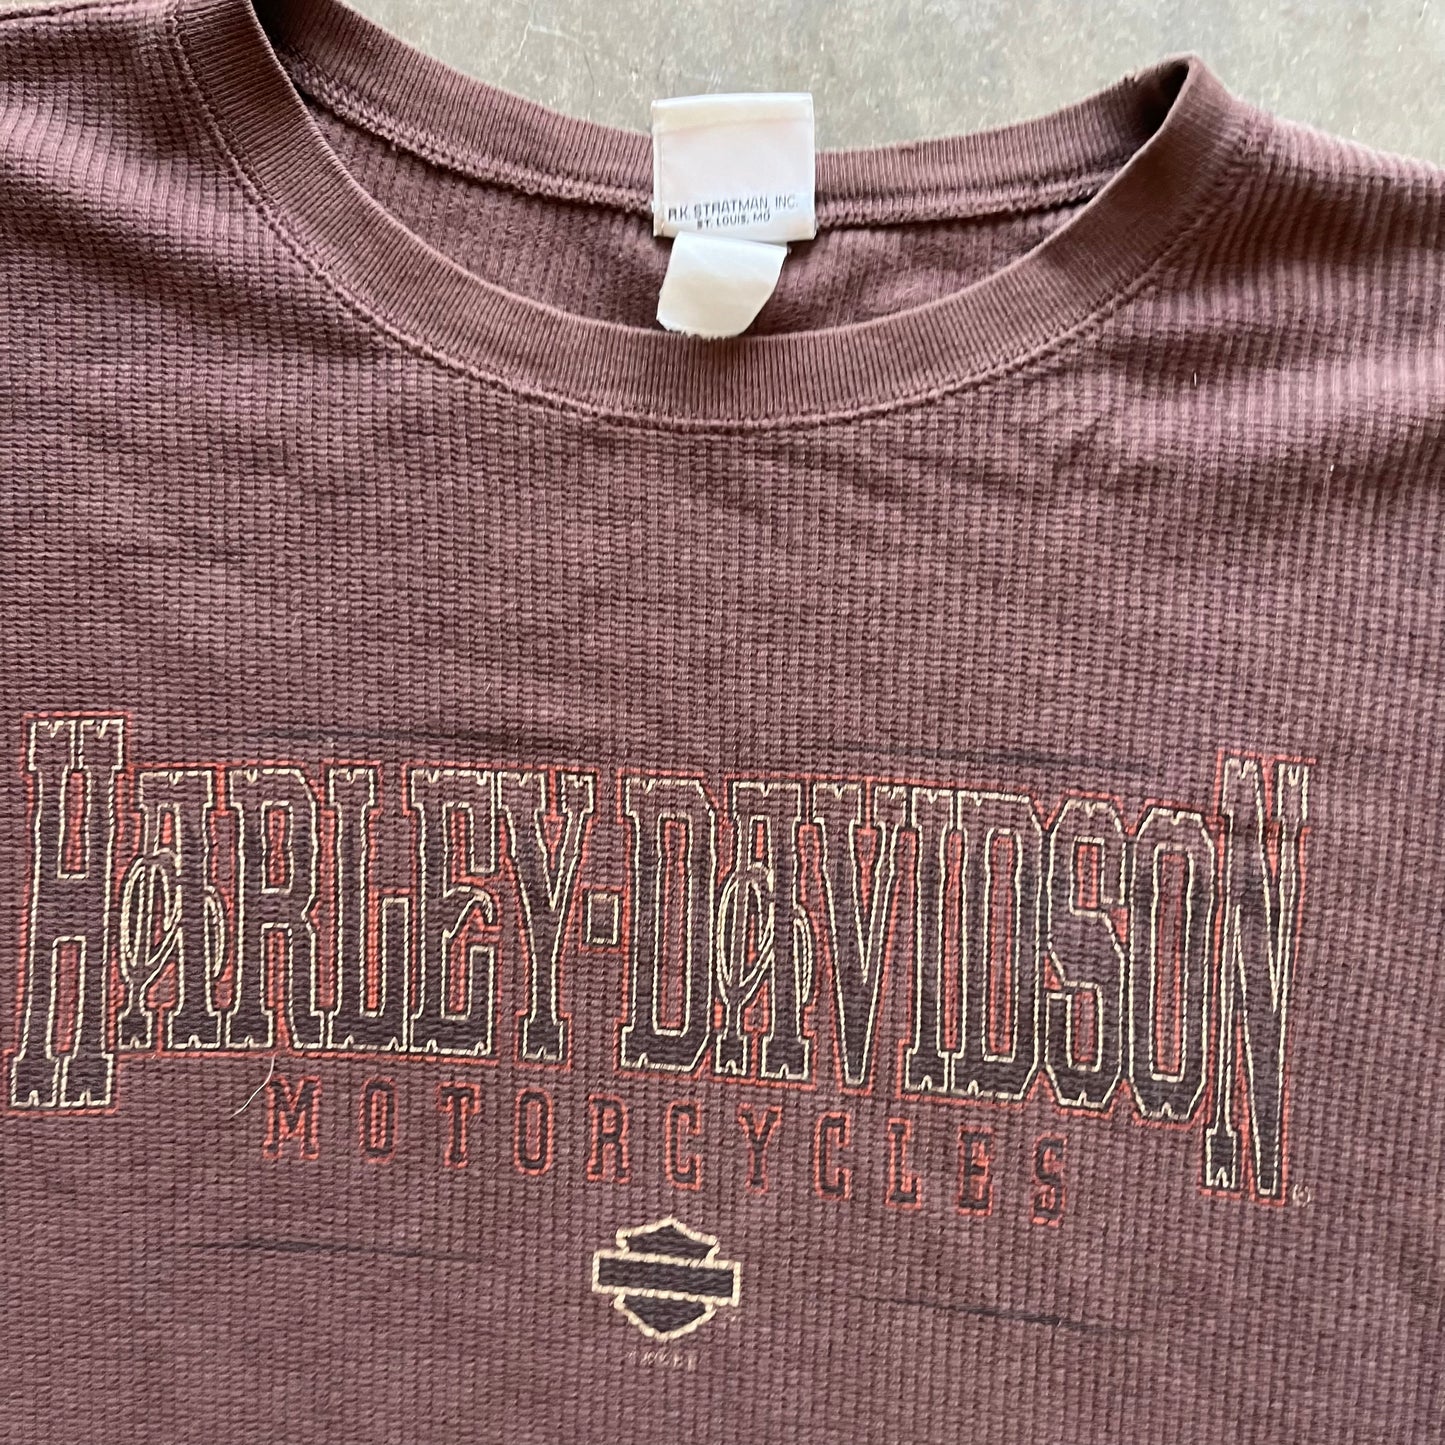 R.K. STRATMAN, INC.
ST. LOUIS, MO
HARLEY-DAVIDSON
MOTORCYCLES